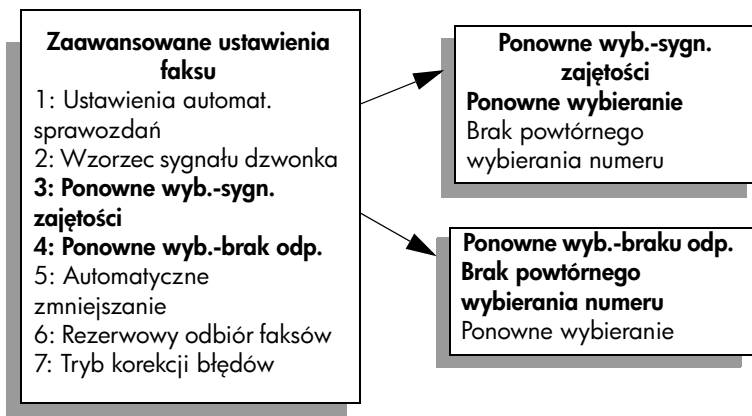 Zaawansowane ustawienia
faksu
1: Ustawienia automat.
sprawozdań
2: Wzorzec sygnału dzwonka
3: Ponowne wyb.-sygn.
zajętości
4: Ponowne wyb.-brak odp.
5: Automatyczne
zmniejszanie
6: Rezerwowy odbiór faksów
7: Tryb korekcji błędów
Ponowne wyb.-sygn.
zajętości
Ponowne wybieranie
Brak powtórnego
wybierania numeru
Ponowne wyb.-braku odp.
Brak powtórnego
wybierania numeru
Ponowne wybieranie